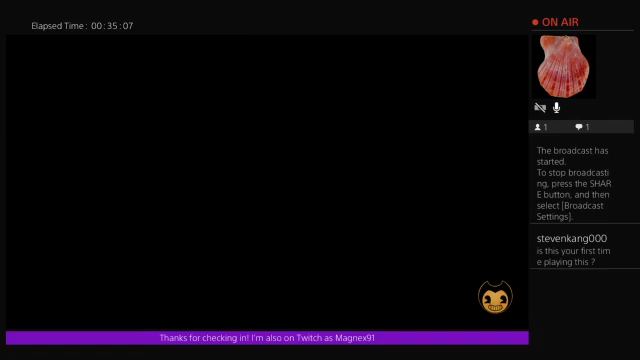 Elapsed Time : 00 : 35 : 07
ON AIR
1 1
The broadcast has
started.
To stop broadcasti
ng, press the SHAR
E button, and then
select [Broadcast
Settings].
stevenkang000
is this your first tim
e playing this ?
Thanks for checking in! I'm also on Twitch as Magnex91